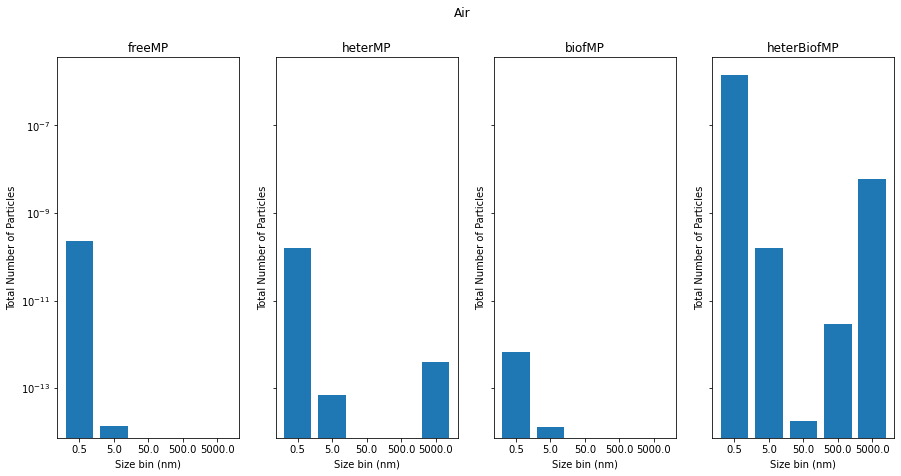 Air
freeMP
heterMP
biofMP
heterBiofMP
Total Number of Particles
10⁻⁷
10⁻⁹
10⁻¹¹
10⁻¹³
0.5 5.0 50.0 500.0 5000.0
Size bin (nm)
Total Number of Particles
0.5 5.0 50.0 500.0 5000.0
Size bin (nm)
Total Number of Particles
0.5 5.0 50.0 500.0 5000.0
Size bin (nm)
Total Number of Particles
0.5 5.0 50.0 500.0 5000.0
Size bin (nm)